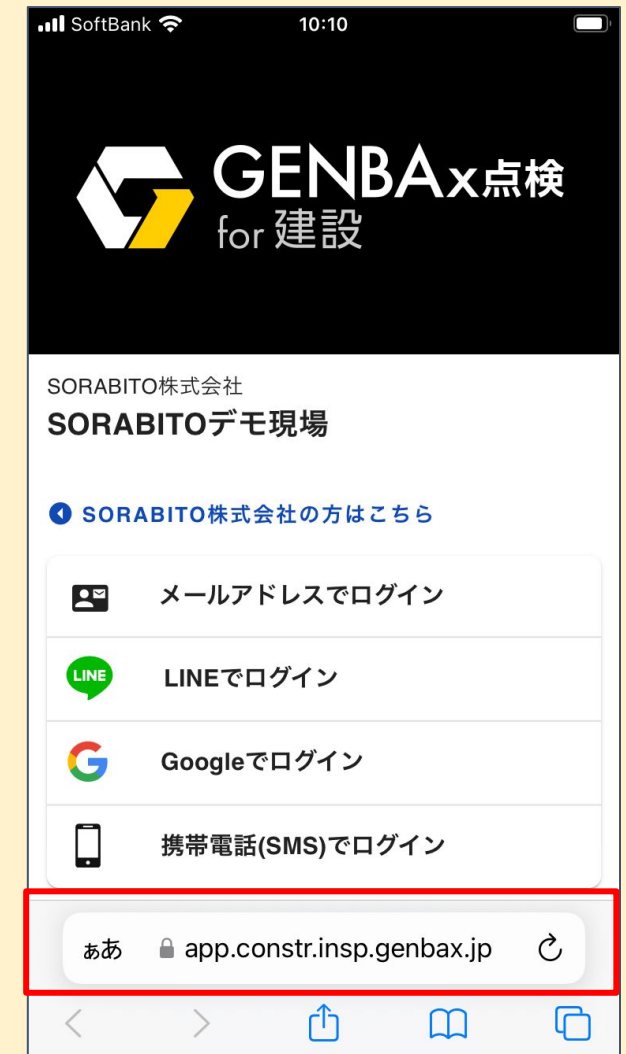 SoftBank 10:10
GENBAx点検
for 建設
SORABITO株式会社
SORABITOデモ現場
SORABITO株式会社の方はこちら
メールアドレスでログイン
LINE LINEでログイン
Googleでログイン
携帯電話(SMS)でログイン
ぁあ app.constr.insp.genbax.jp